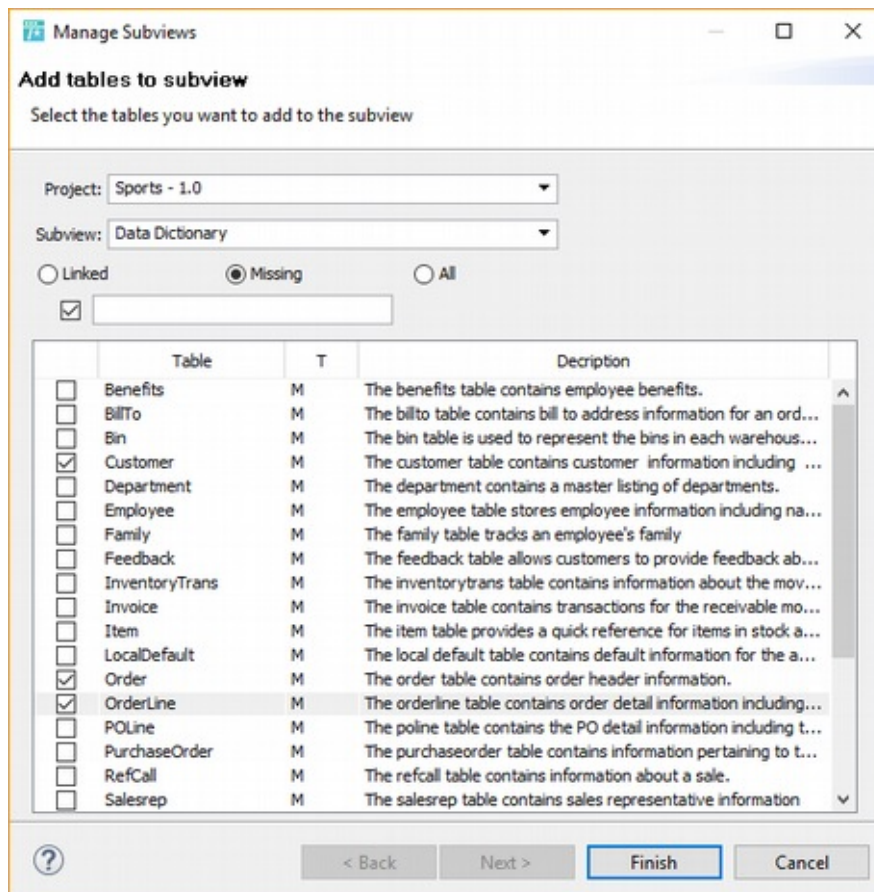 Manage Subviews
Add tables to subview
Select the tables you want to add to the subview
Project: Sports - 1.0
Subview: Data Dictionary
Linked Missing All
Table T Decription
Benefits M The benefits table contains employee benefits.
BillTo M The billto table contains bill to address information for an ord...
Bin M The bin table is used to represent the bins in each warehous...
Customer M The customer table contains customer information including ...
Department M The department contains a master listing of departments.
Employee M The employee table stores employee information including na...
Family M The family table tracks an employee's family
Feedback M The feedback table allows customers to provide feedback ab...
InventoryTrans M The inventorytrans table contains information about the mov...
Invoice M The invoice table contains transactions for the receivable mo...
Item M The item table provides a quick reference for items in stock a...
LocalDefault M The local default table contains default information for the a...
Order M The order table contains order header information.
OrderLine M The orderline table contains order detail information including...
POLine M The poline table contains the PO detail information including t...
PurchaseOrder M The purchaseorder table contains information pertaining to t...
RefCall M The refcall table contains information about a sale.
Salesrep M The salesrep table contains sales representative information
? < Back Next > Finish Cancel